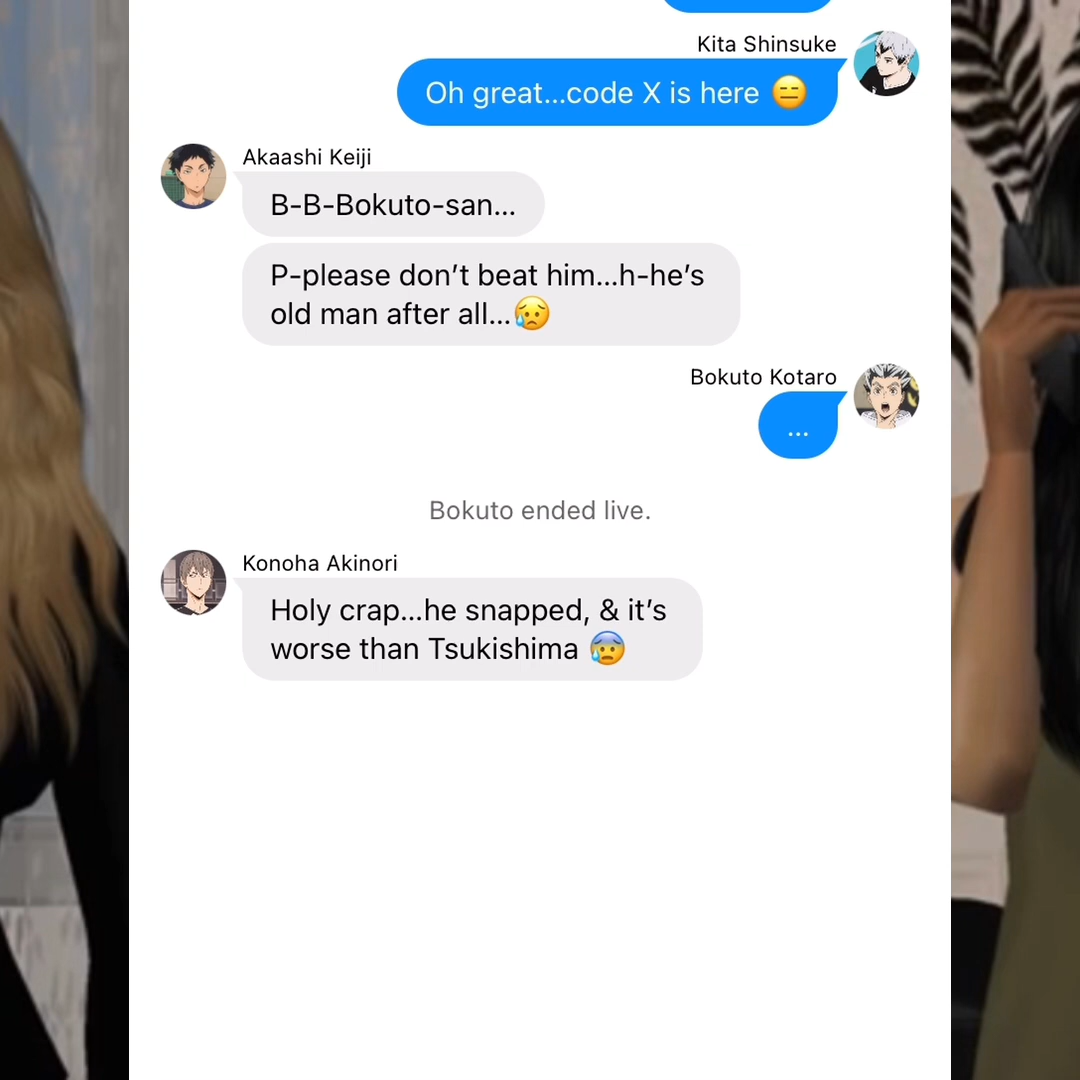 Kita Shinsuke
Oh great...code X is here 😑
Akaashi Keiji
B-B-Bokuto-san...
P-please don’t beat him...h-he’s
old man after all...😥
Bokuto Kotaro
...
Bokuto ended live.
Konoha Akinori
Holy crap...he snapped, & it’s
worse than Tsukishima 😰